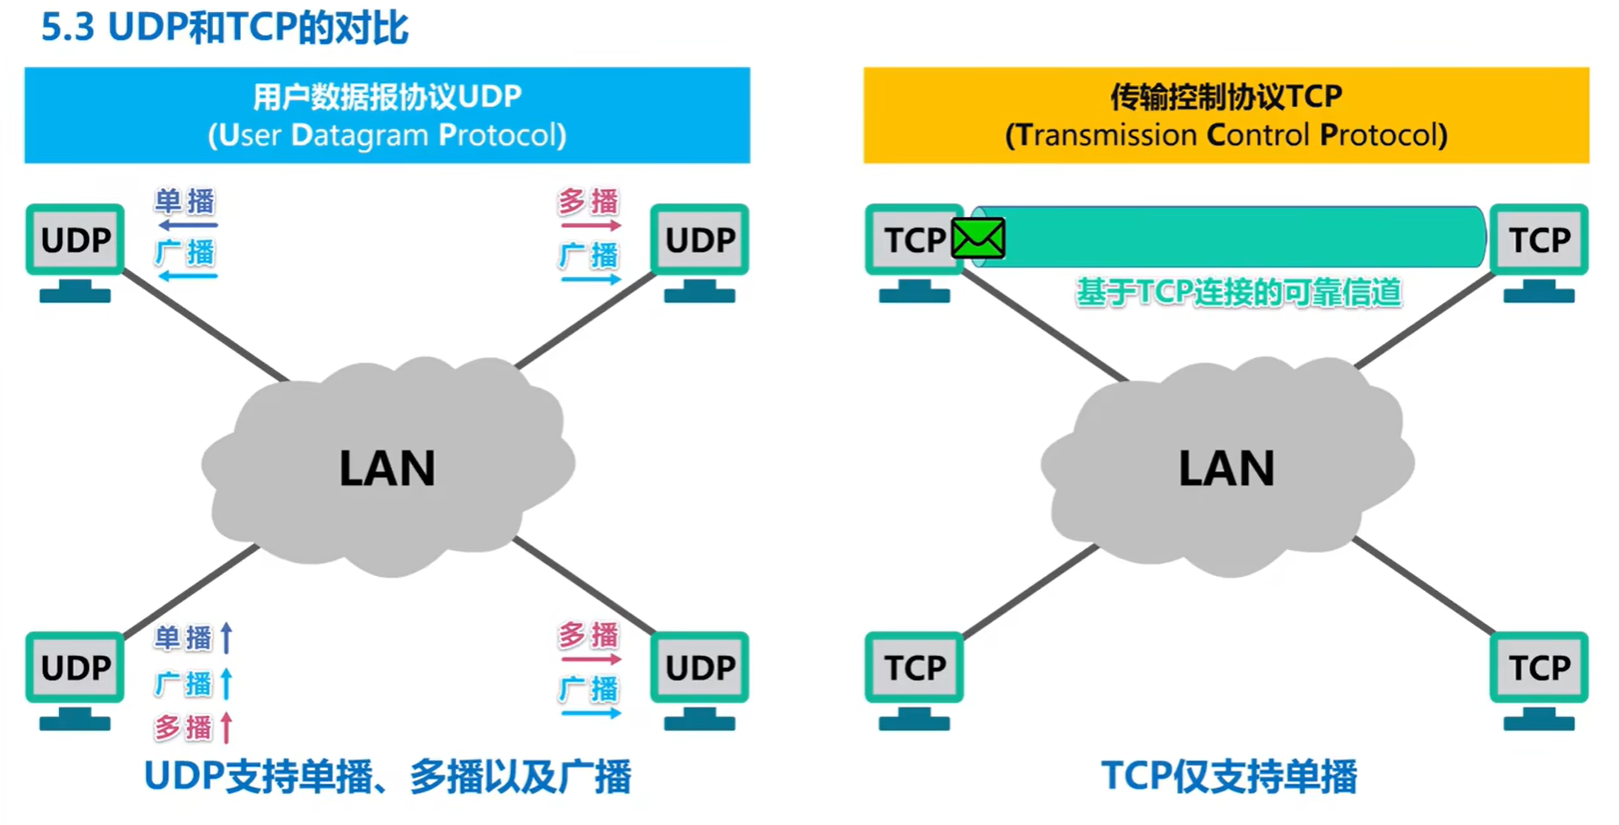 5.3 UDP和TCP的对比
用户数据报协议UDP
(User Datagram Protocol)
单播
广播
多播
广播
UDP
UDP
LAN
单播
广播
多播
多播
广播
UDP
UDP
UDP支持单播、多播以及广播
传输控制协议TCP
(Transmission Control Protocol)
TCP
TCP
基于TCP连接的可靠信道
LAN
TCP
TCP
TCP仅支持单播